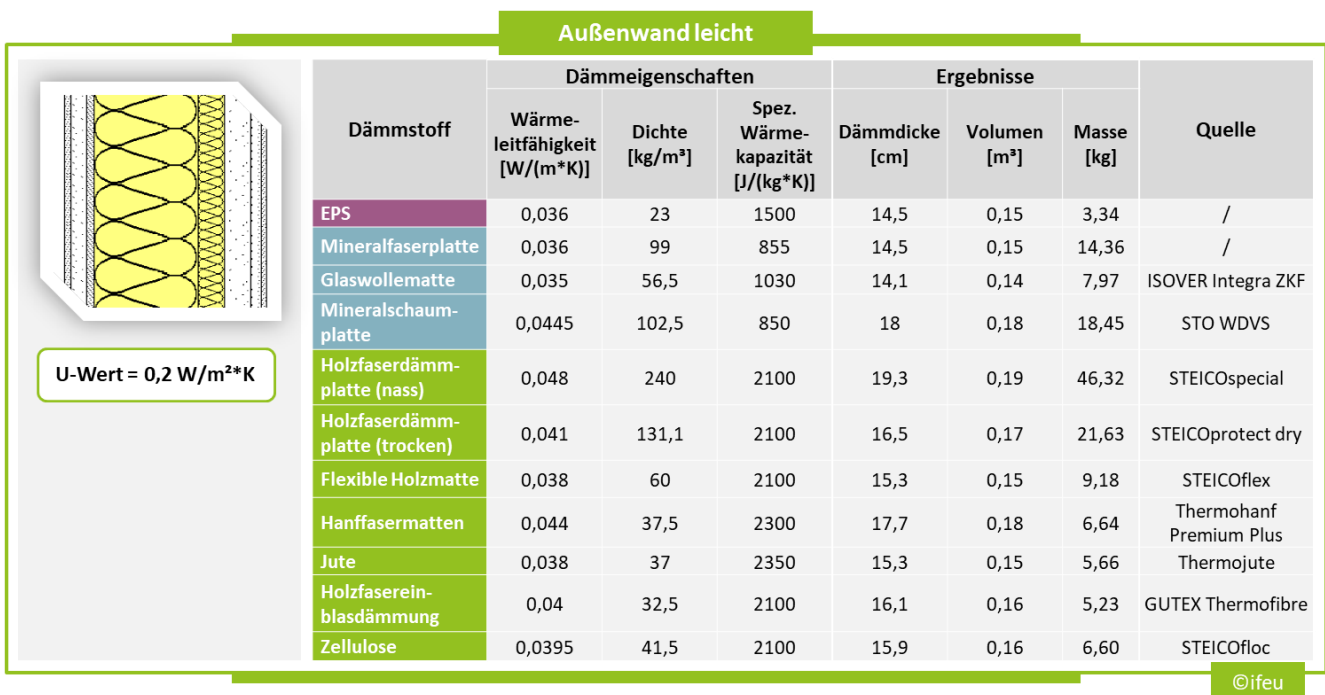 Außenwand leicht
U-Wert = 0,2 W/m²*K
Dämmeigenschaften Ergebnisse
Dämmstoff Wärme-leitfähigkeit [W/(m*K)] Dichte [kg/m³] Spez. Wärme-kapazität [J/(kg*K)] Dämmdicke [cm] Volumen [m³] Masse [kg] Quelle
EPS 0,036 23 1500 14,5 0,15 3,34 /
Mineralfaserplatte 0,036 99 855 14,5 0,15 14,36 /
Glaswollematte 0,035 56,5 1030 14,1 0,14 7,97 ISOVER Integra ZKF
Mineralschaum-platte 0,0445 102,5 850 18 0,18 18,45 STO WDVS
Holzfaserdämm-platte (nass) 0,048 240 2100 19,3 0,19 46,32 STEICOspecial
Holzfaserdämm-platte (trocken) 0,041 131,1 2100 16,5 0,17 21,63 STEICOprotect dry
Flexible Holzmatte 0,038 60 2100 15,3 0,15 9,18 STEICOflex
Hanffasermatten 0,044 37,5 2300 17,7 0,18 6,64 Thermohanf Premium Plus
Jute 0,038 37 2350 15,3 0,15 5,66 Thermojute
Holzfaserein-blasdämmung 0,04 32,5 2100 16,1 0,16 5,23 GUTEX Thermofibre
Zellulose 0,0395 41,5 2100 15,9 0,16 6,60 STEICOfloc
©ifeu